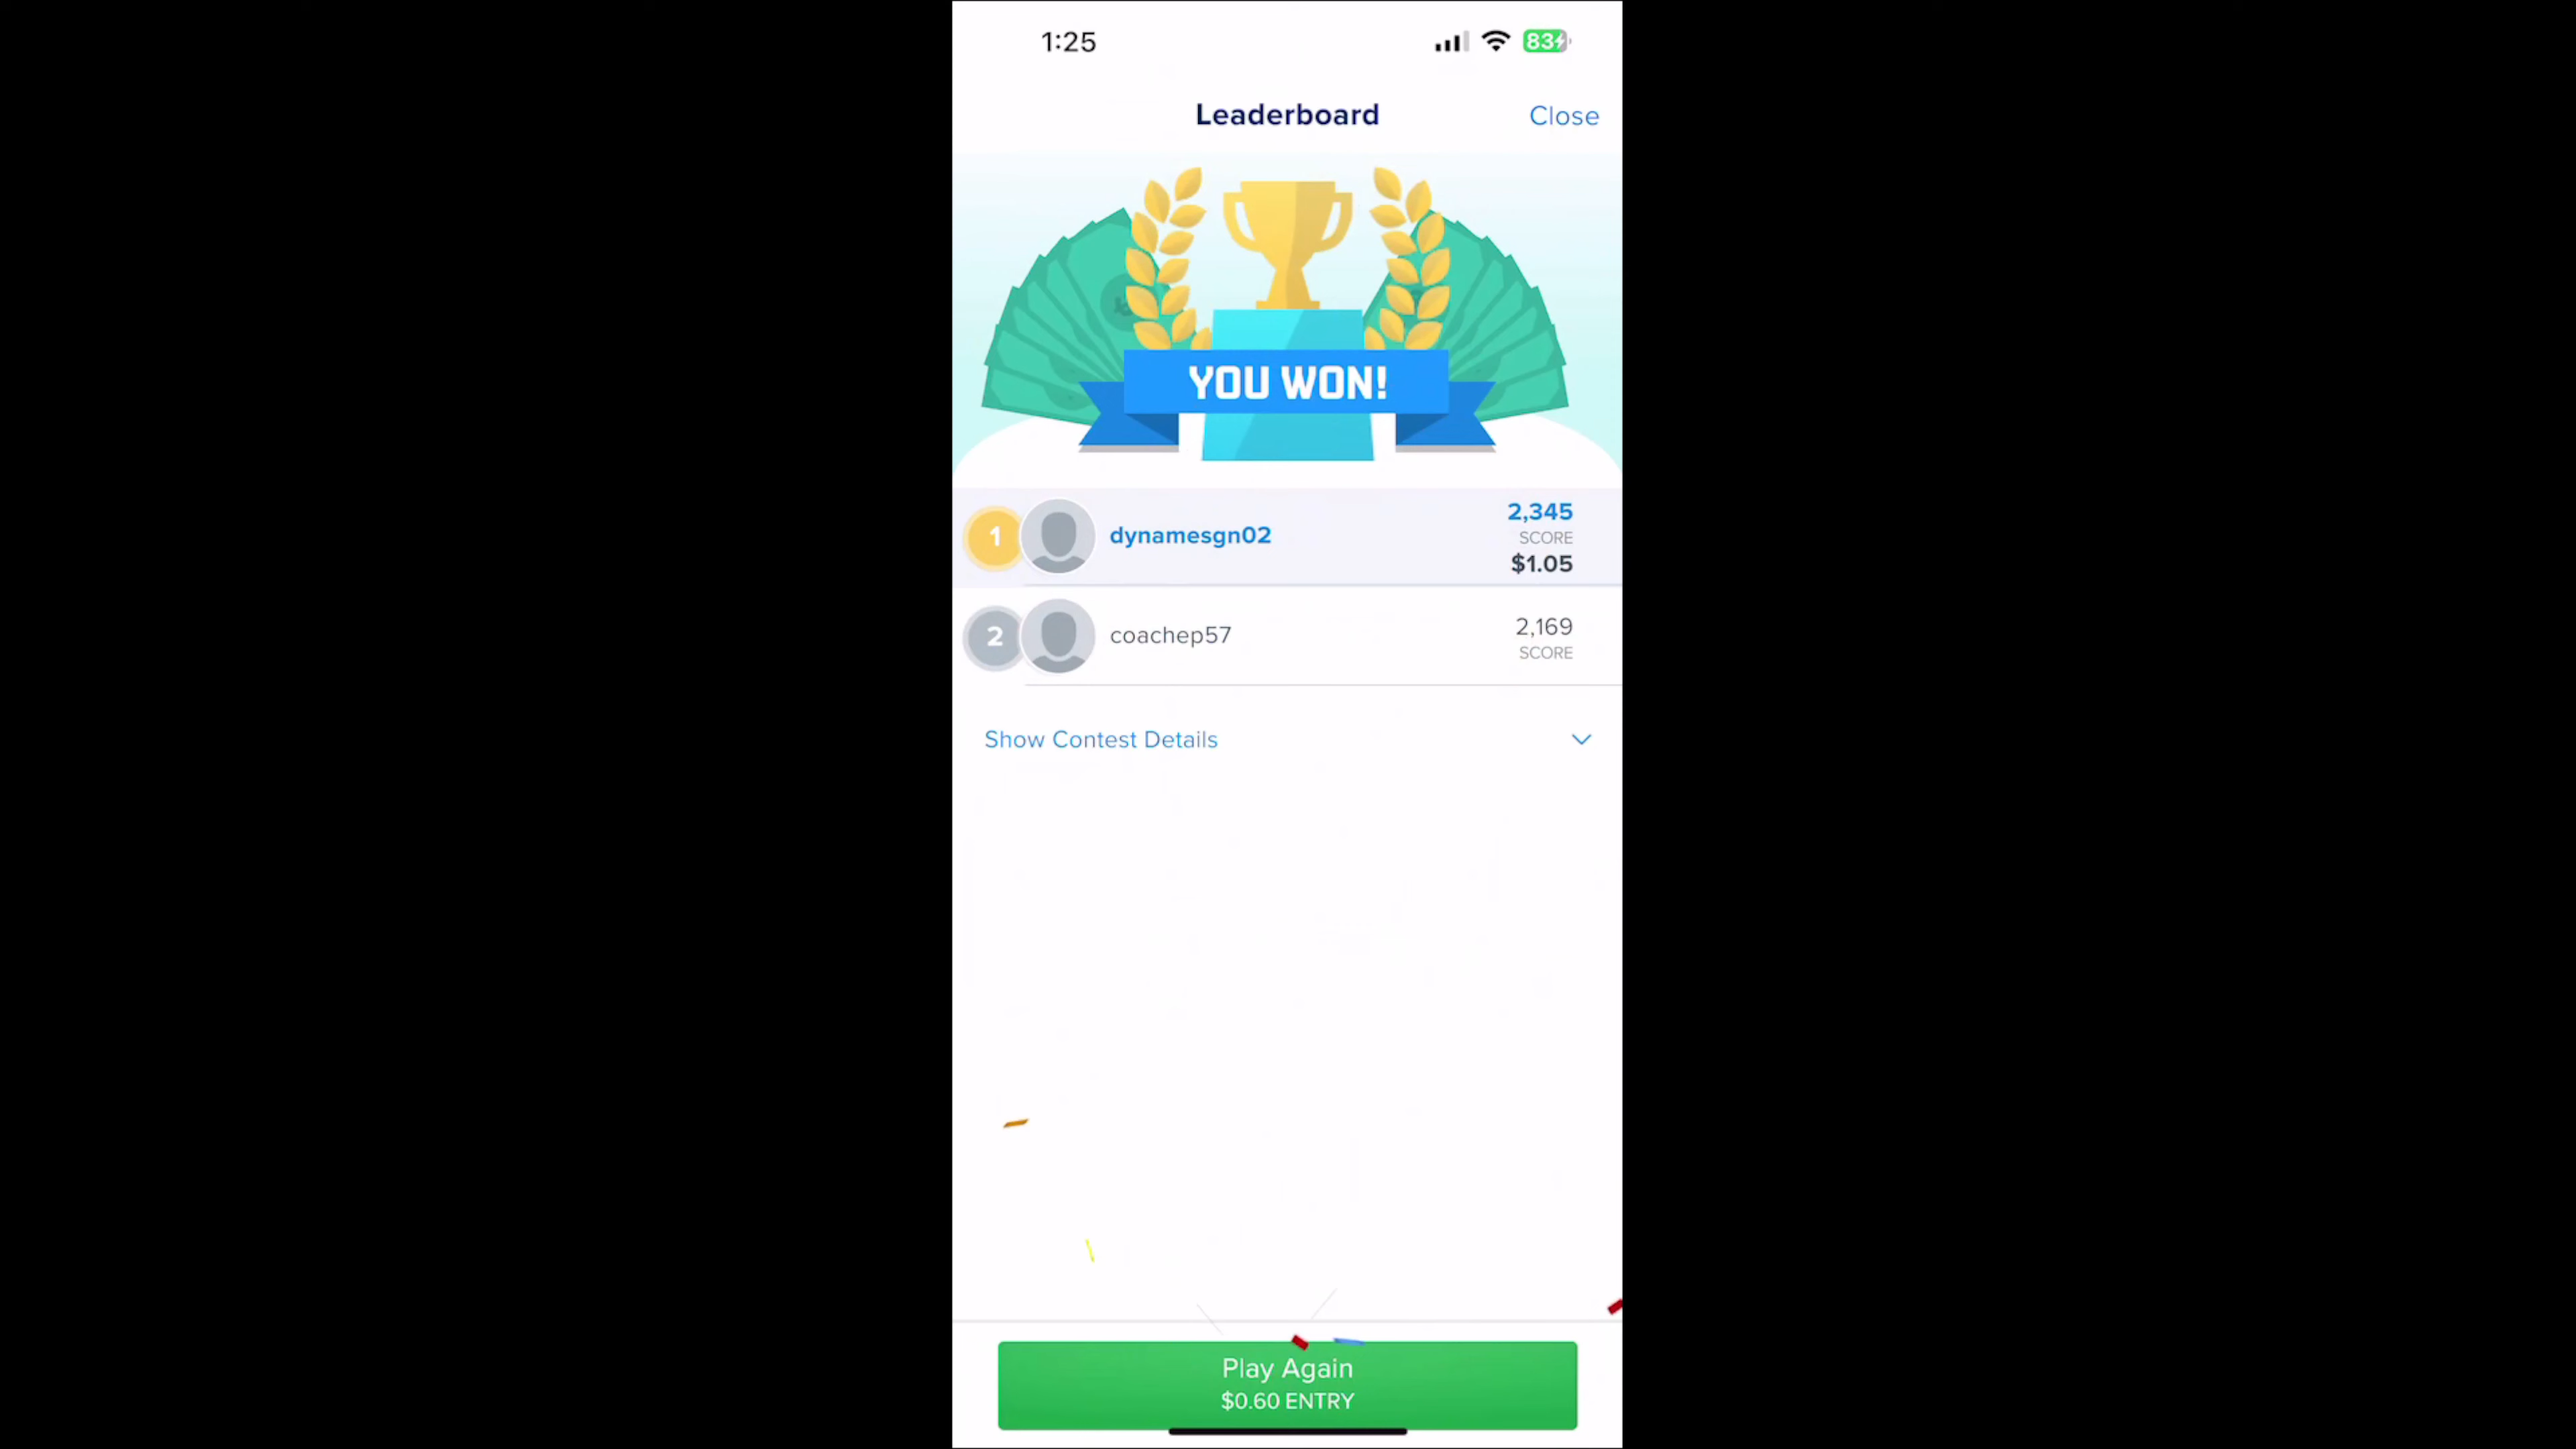 1:25
83
Leaderboard
Close
YOU WON!
1
dynamesgn02
2,345
SCORE
$1.05
2
coachep57
2,169
SCORE
Show Contest Details
Play Again
$0.60 ENTRY